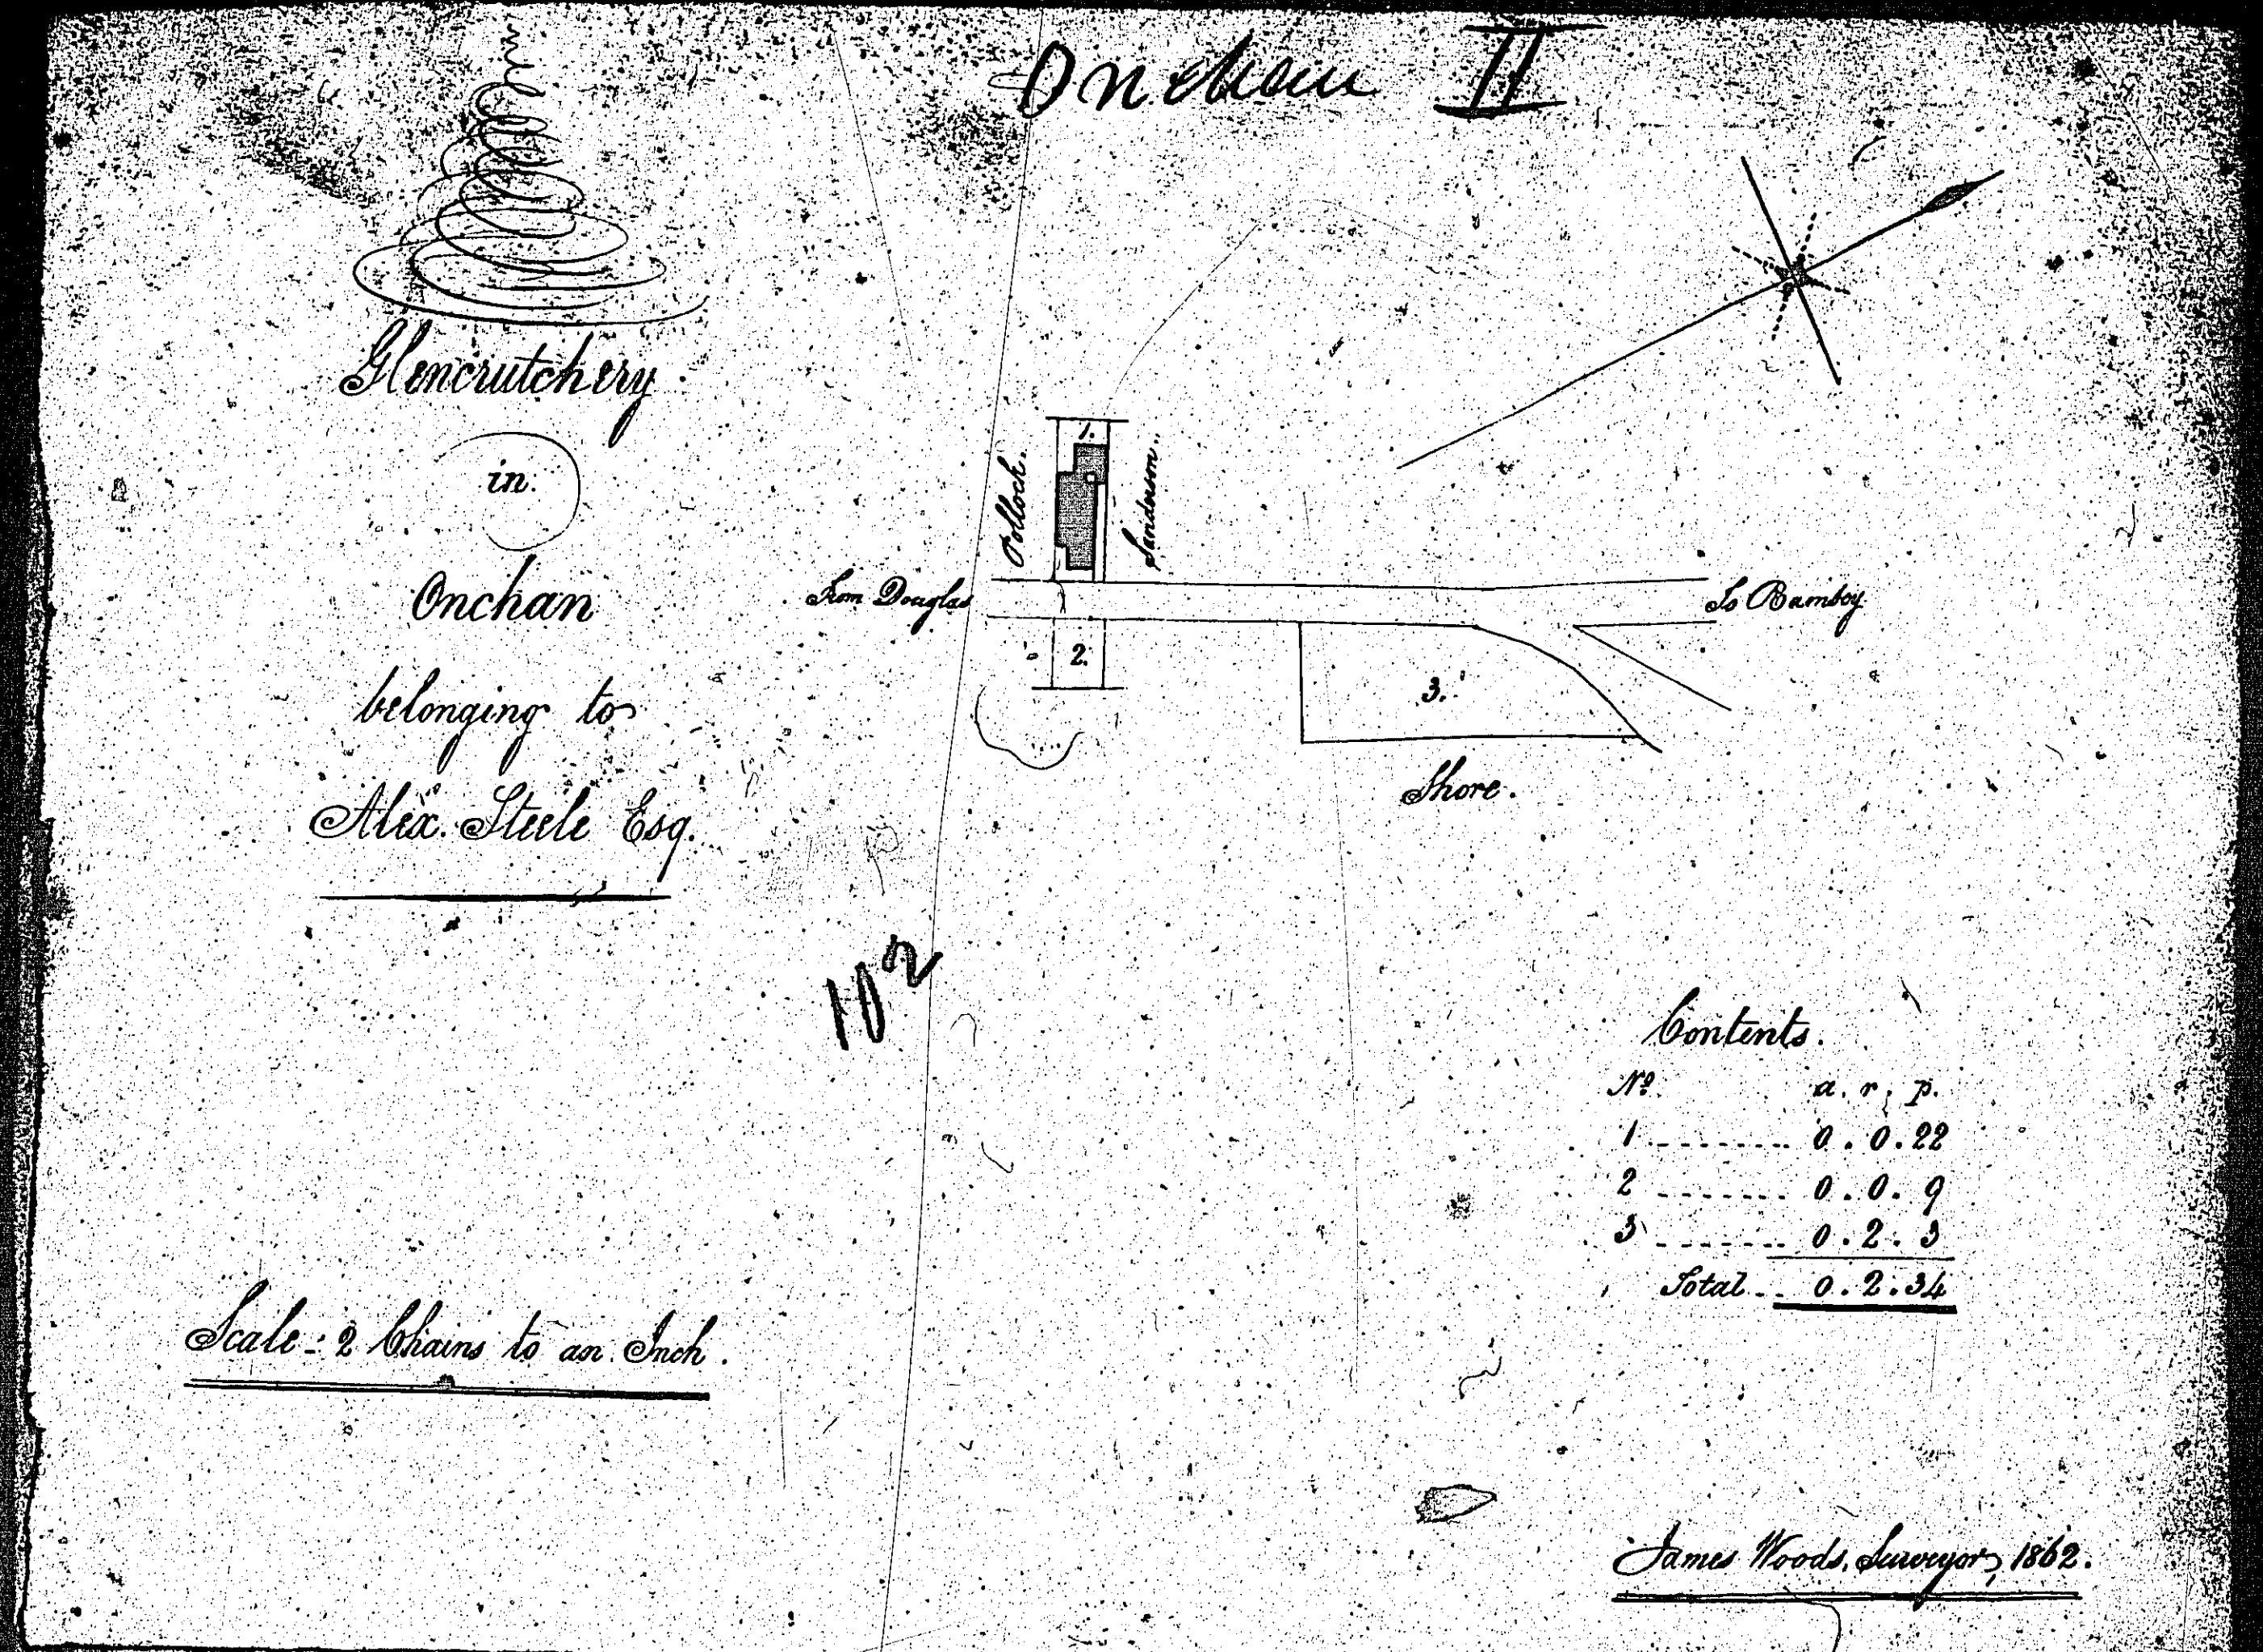 Onchan II
Glencrutchery
in
Onchan
belonging to
Alexr. Steele Esq.
Pollock.
1.
Sanderson.
From Douglas
To Ramsey
2.
3.
Shore.
102
Contents.
No. a. r. p.
1 -------- 0. 0. 22
2 ------- 0. 0. 9
3 ------- 0. 2. 3
Total -- 0. 2. 34
Scale - 2 Chains to an Inch.
James Woods, Surveyor, 1862.